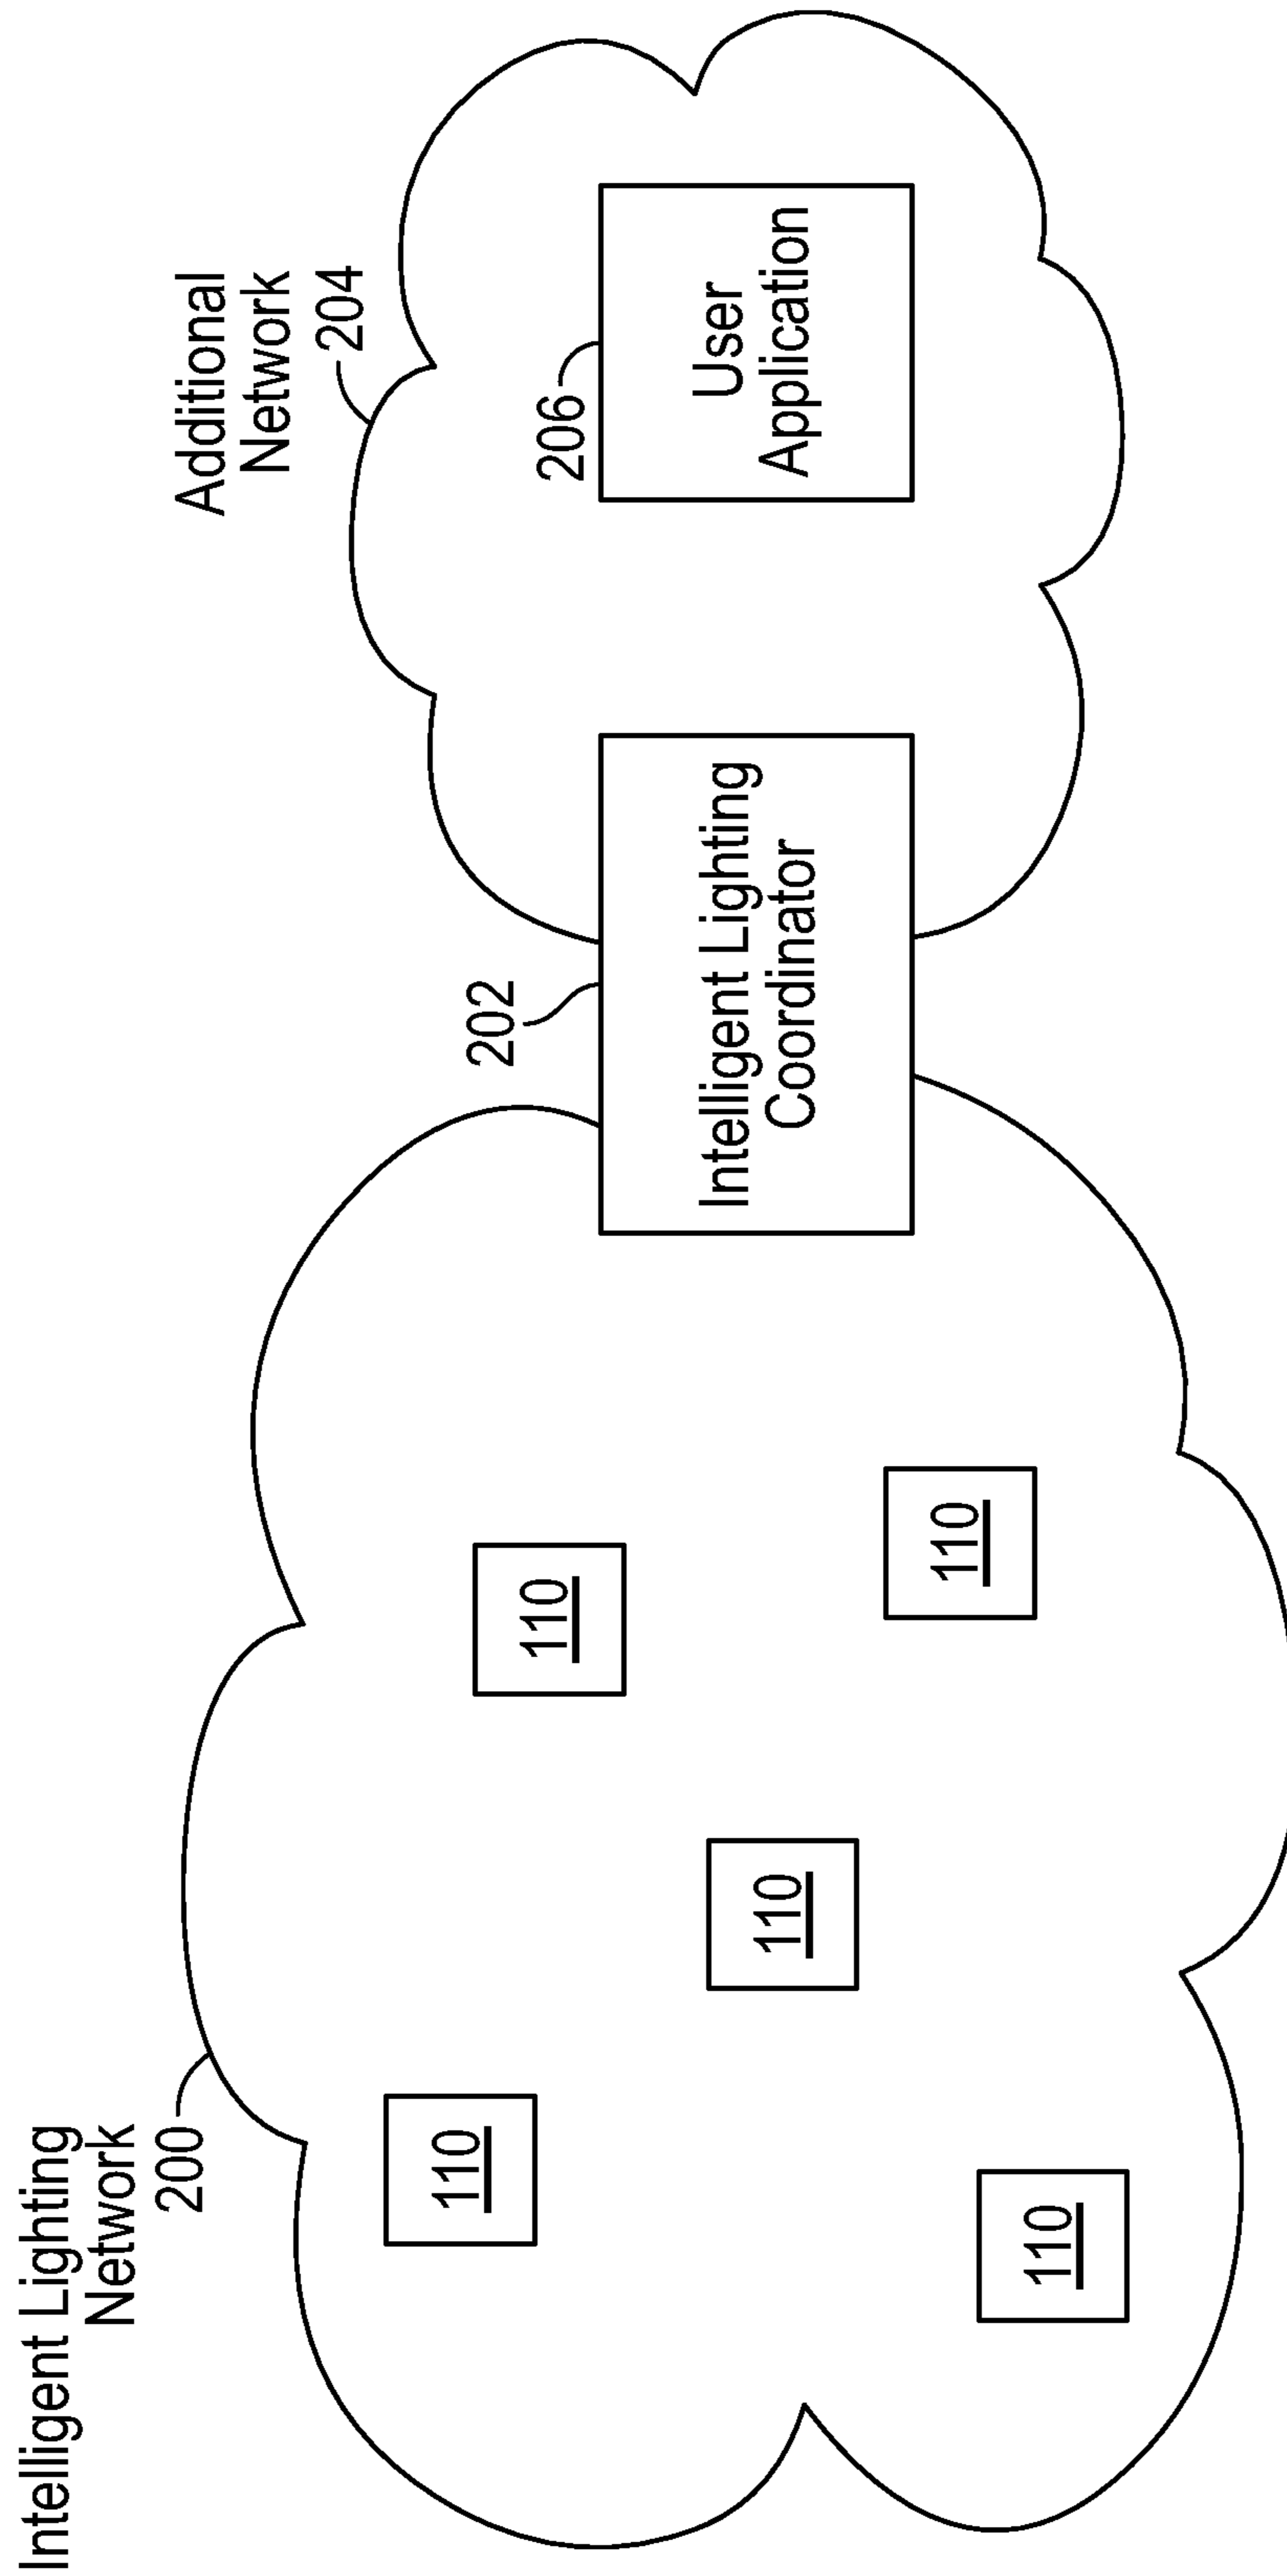 Intelligent Lighting
Network
200
Additional
Network
204
202
206
Intelligent Lighting
Coordinator
User
Application
110
110
110
110
110